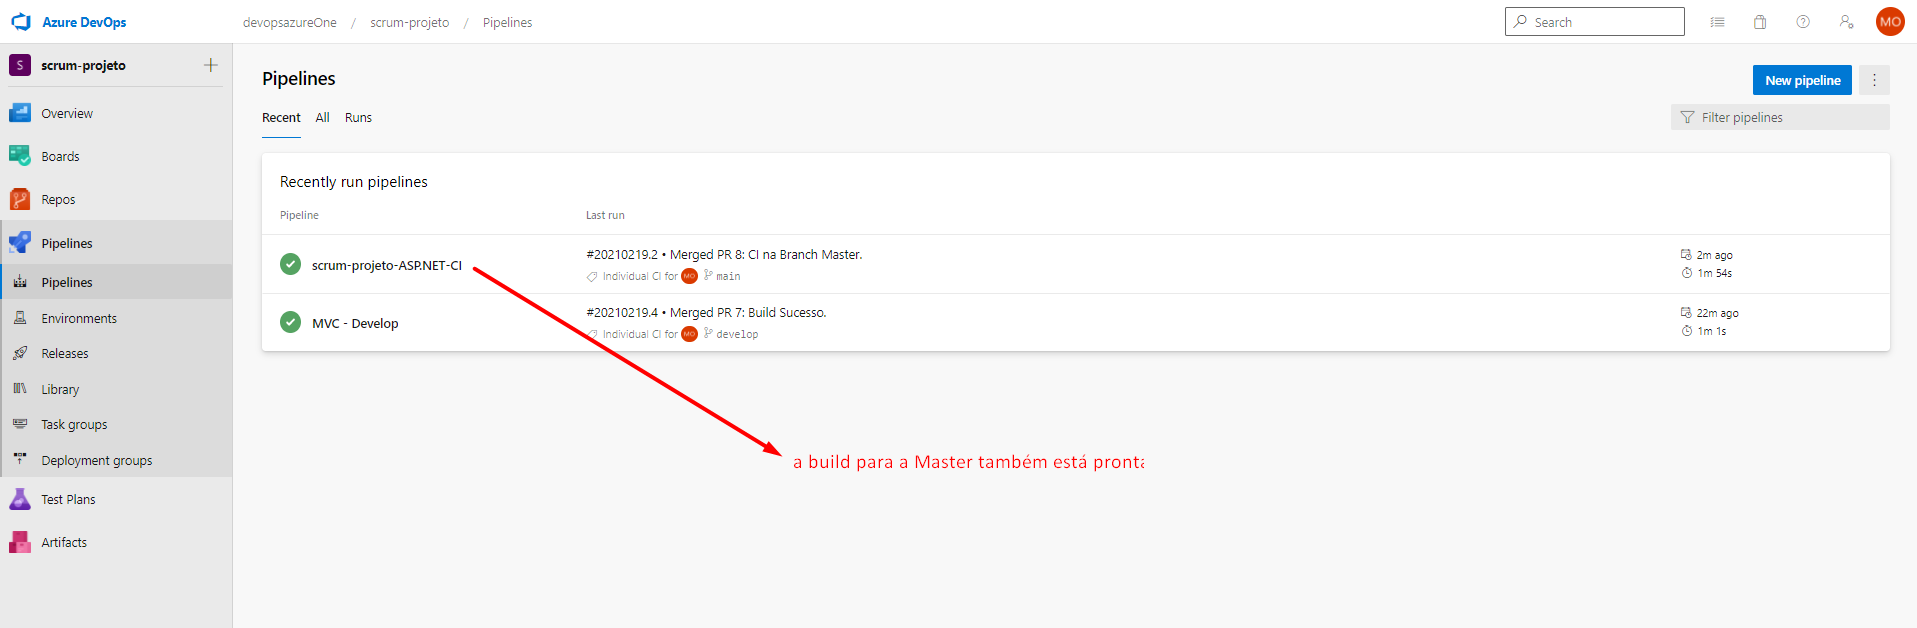 Azure DevOps
devopsazureOne / scrum-projeto / Pipelines
Search
MO
S scrum-projeto
Overview
Boards
Repos
Pipelines
Pipelines
Environments
Releases
Library
Task groups
Deployment groups
Test Plans
Artifacts
Pipelines
New pipeline
Recent All Runs
Filter pipelines
Recently run pipelines
Pipeline Last run
scrum-projeto-ASP.NET-CI
#20210219.2 • Merged PR 8: CI na Branch Master.
Individual CI for MO main
2m ago
1m 54s
MVC - Develop
#20210219.4 • Merged PR 7: Build Sucesso.
Individual CI for MO develop
22m ago
1m 1s
a build para a Master também está pronta